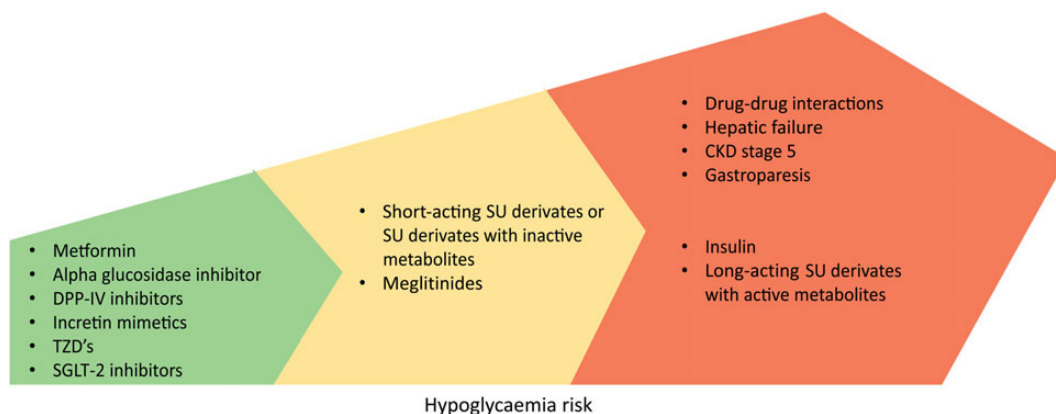 • Metformin
• Alpha glucosidase inhibitor
• DPP-IV inhibitors
• Incretin mimetics
• TZD's
• SGLT-2 inhibitors
• Short-acting SU derivates or
SU derivates with inactive
metabolites
• Meglitinides
• Drug-drug interactions
• Hepatic failure
• CKD stage 5
• Gastroparesis
• Insulin
• Long-acting SU derivates
with active metabolites
Hypoglycaemia risk